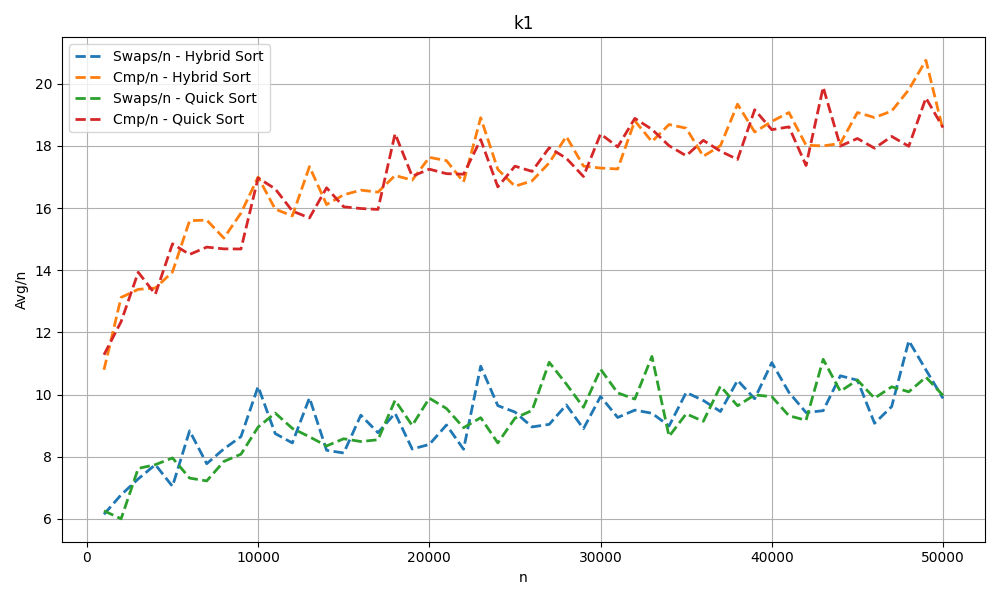 k1
Swaps/n - Hybrid Sort
Cmp/n - Hybrid Sort
Swaps/n - Quick Sort
Cmp/n - Quick Sort
Avg/n
20
18
16
14
12
10
8
6
0 10000 20000 30000 40000 50000
n